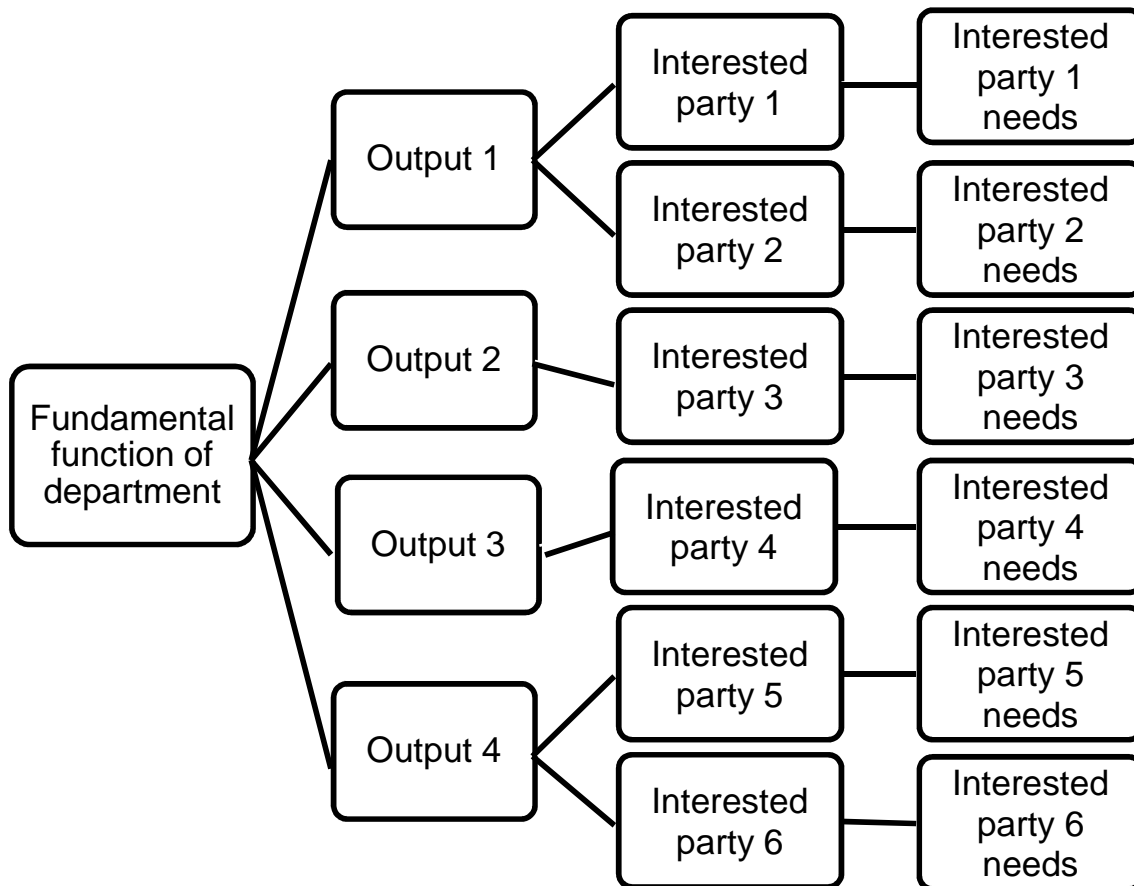 Fundamental
function of
department
Output 1
Output 2
Output 3
Output 4
Interested
party 1
Interested
party 2
Interested
party 3
Interested
party 4
Interested
party 5
Interested
party 6
Interested
party 1
needs
Interested
party 2
needs
Interested
party 3
needs
Interested
party 4
needs
Interested
party 5
needs
Interested
party 6
needs